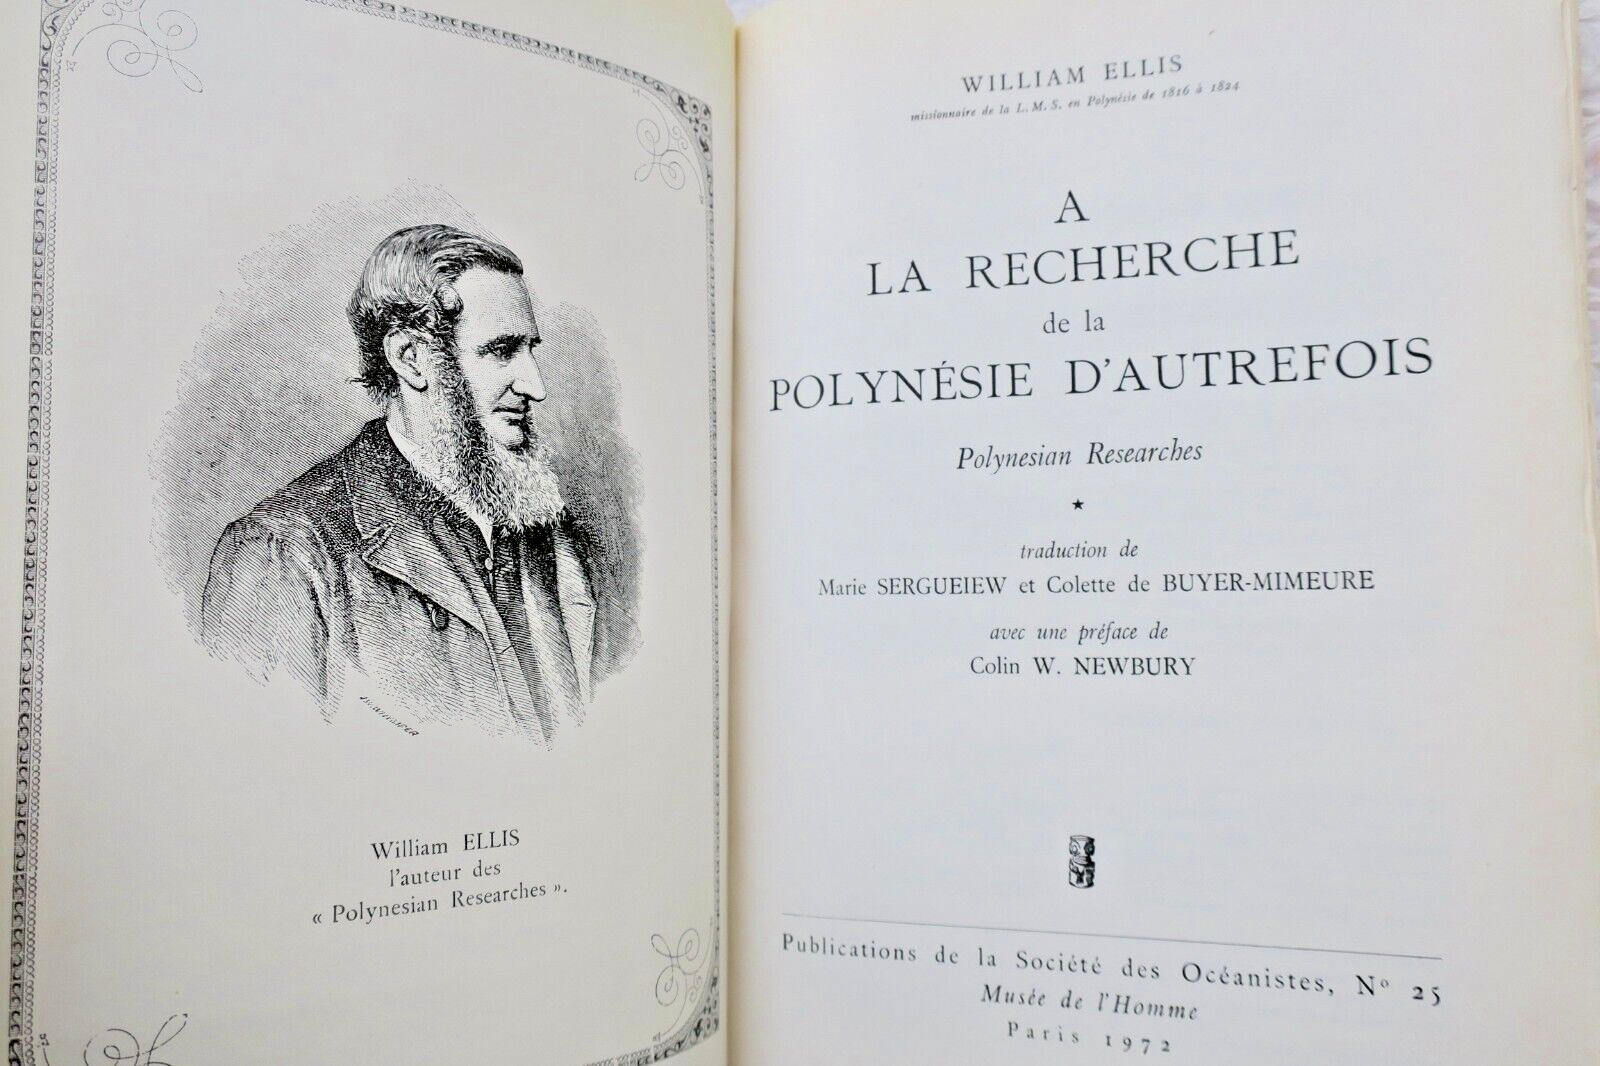 William ELLIS
l'auteur des
« Polynesian Researches ».
WILLIAM ELLIS
missionnaire de la L.M.S. en Polynésie de 1816 à 1824
A
LA RECHERCHE
de la
POLYNÉSIE D'AUTREFOIS
Polynesian Researches
★
traduction de
Marie SERGUEIEW et Colette de BUYER-MIMEURE
avec une préface de
Colin W. NEWBURY
Publications de la Société des Océanistes, N° 25
Musée de l'Homme
Paris 1972